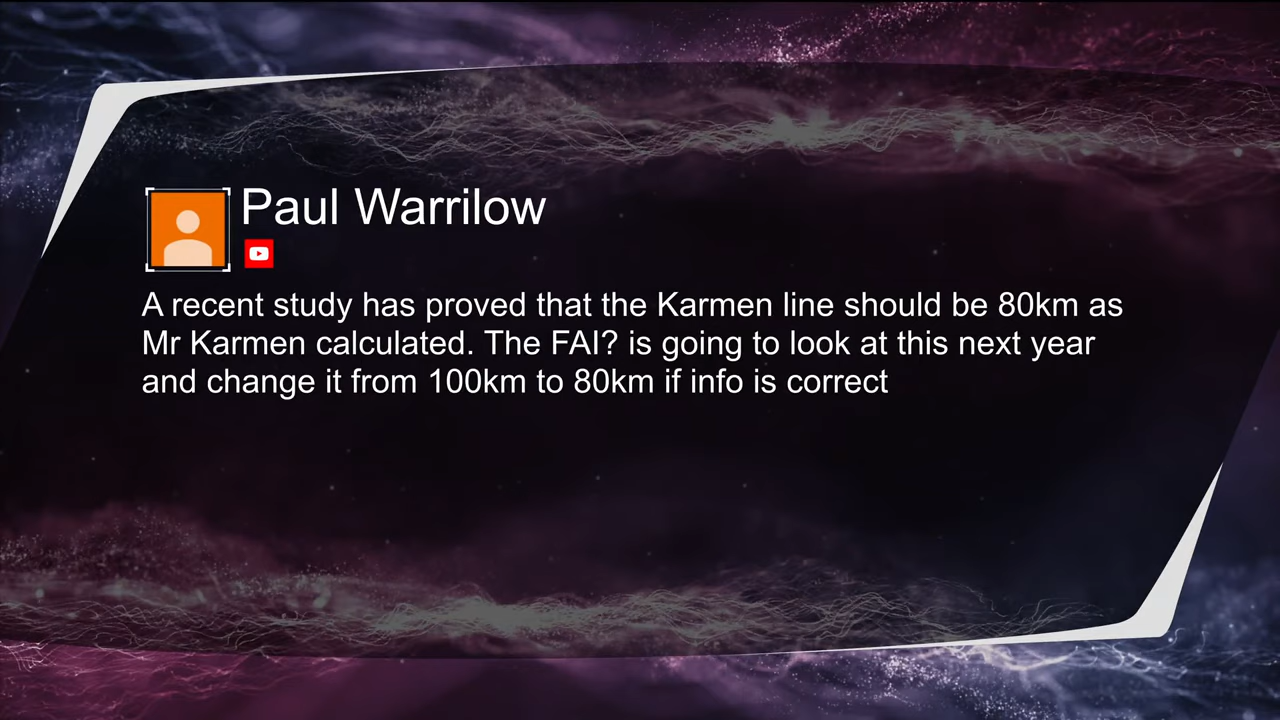 Paul Warrilow
A recent study has proved that the Karmen line should be 80km as
Mr Karmen calculated. The FAI? is going to look at this next year
and change it from 100km to 80km if info is correct